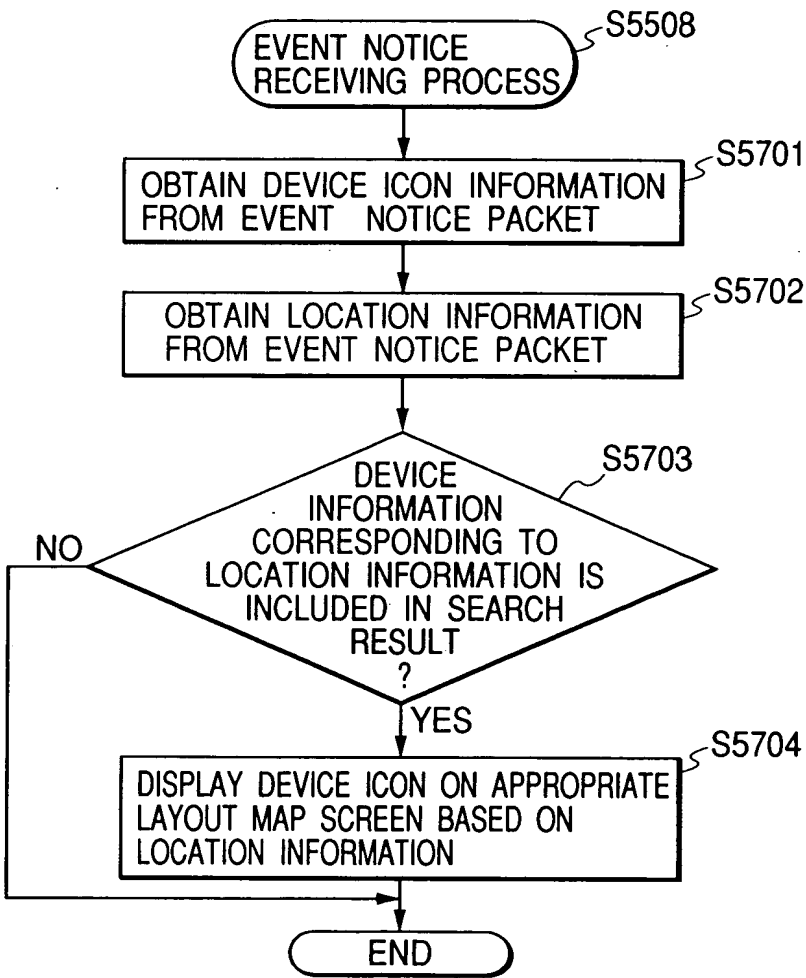 S5508
EVENT NOTICE
RECEIVING PROCESS
S5701
OBTAIN DEVICE ICON INFORMATION
FROM EVENT NOTICE PACKET
S5702
OBTAIN LOCATION INFORMATION
FROM EVENT NOTICE PACKET
S5703
DEVICE
INFORMATION
CORRESPONDING TO
LOCATION INFORMATION IS
INCLUDED IN SEARCH
RESULT
?
NO
YES
S5704
DISPLAY DEVICE ICON ON APPROPRIATE
LAYOUT MAP SCREEN BASED ON
LOCATION INFORMATION
END